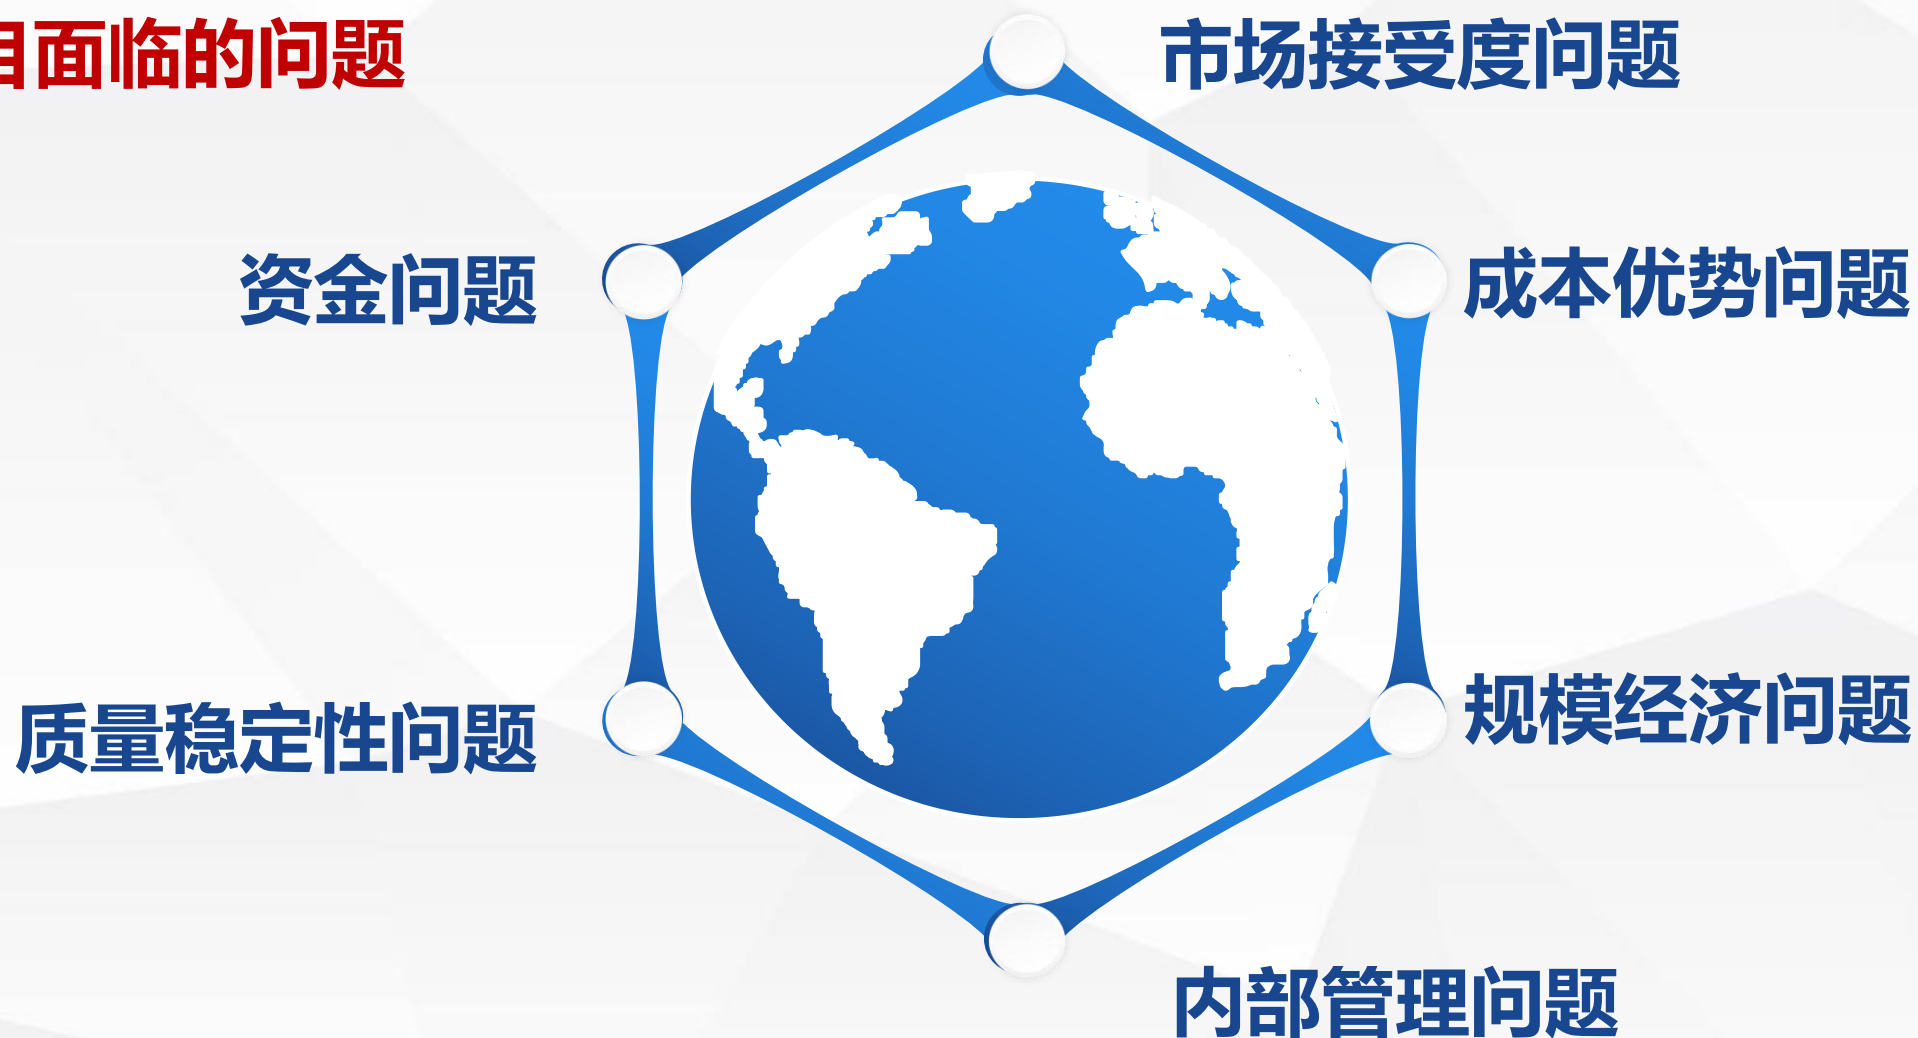 目面临的问题
市场接受度问题
资金问题
成本优势问题
质量稳定性问题
规模经济问题
内部管理问题